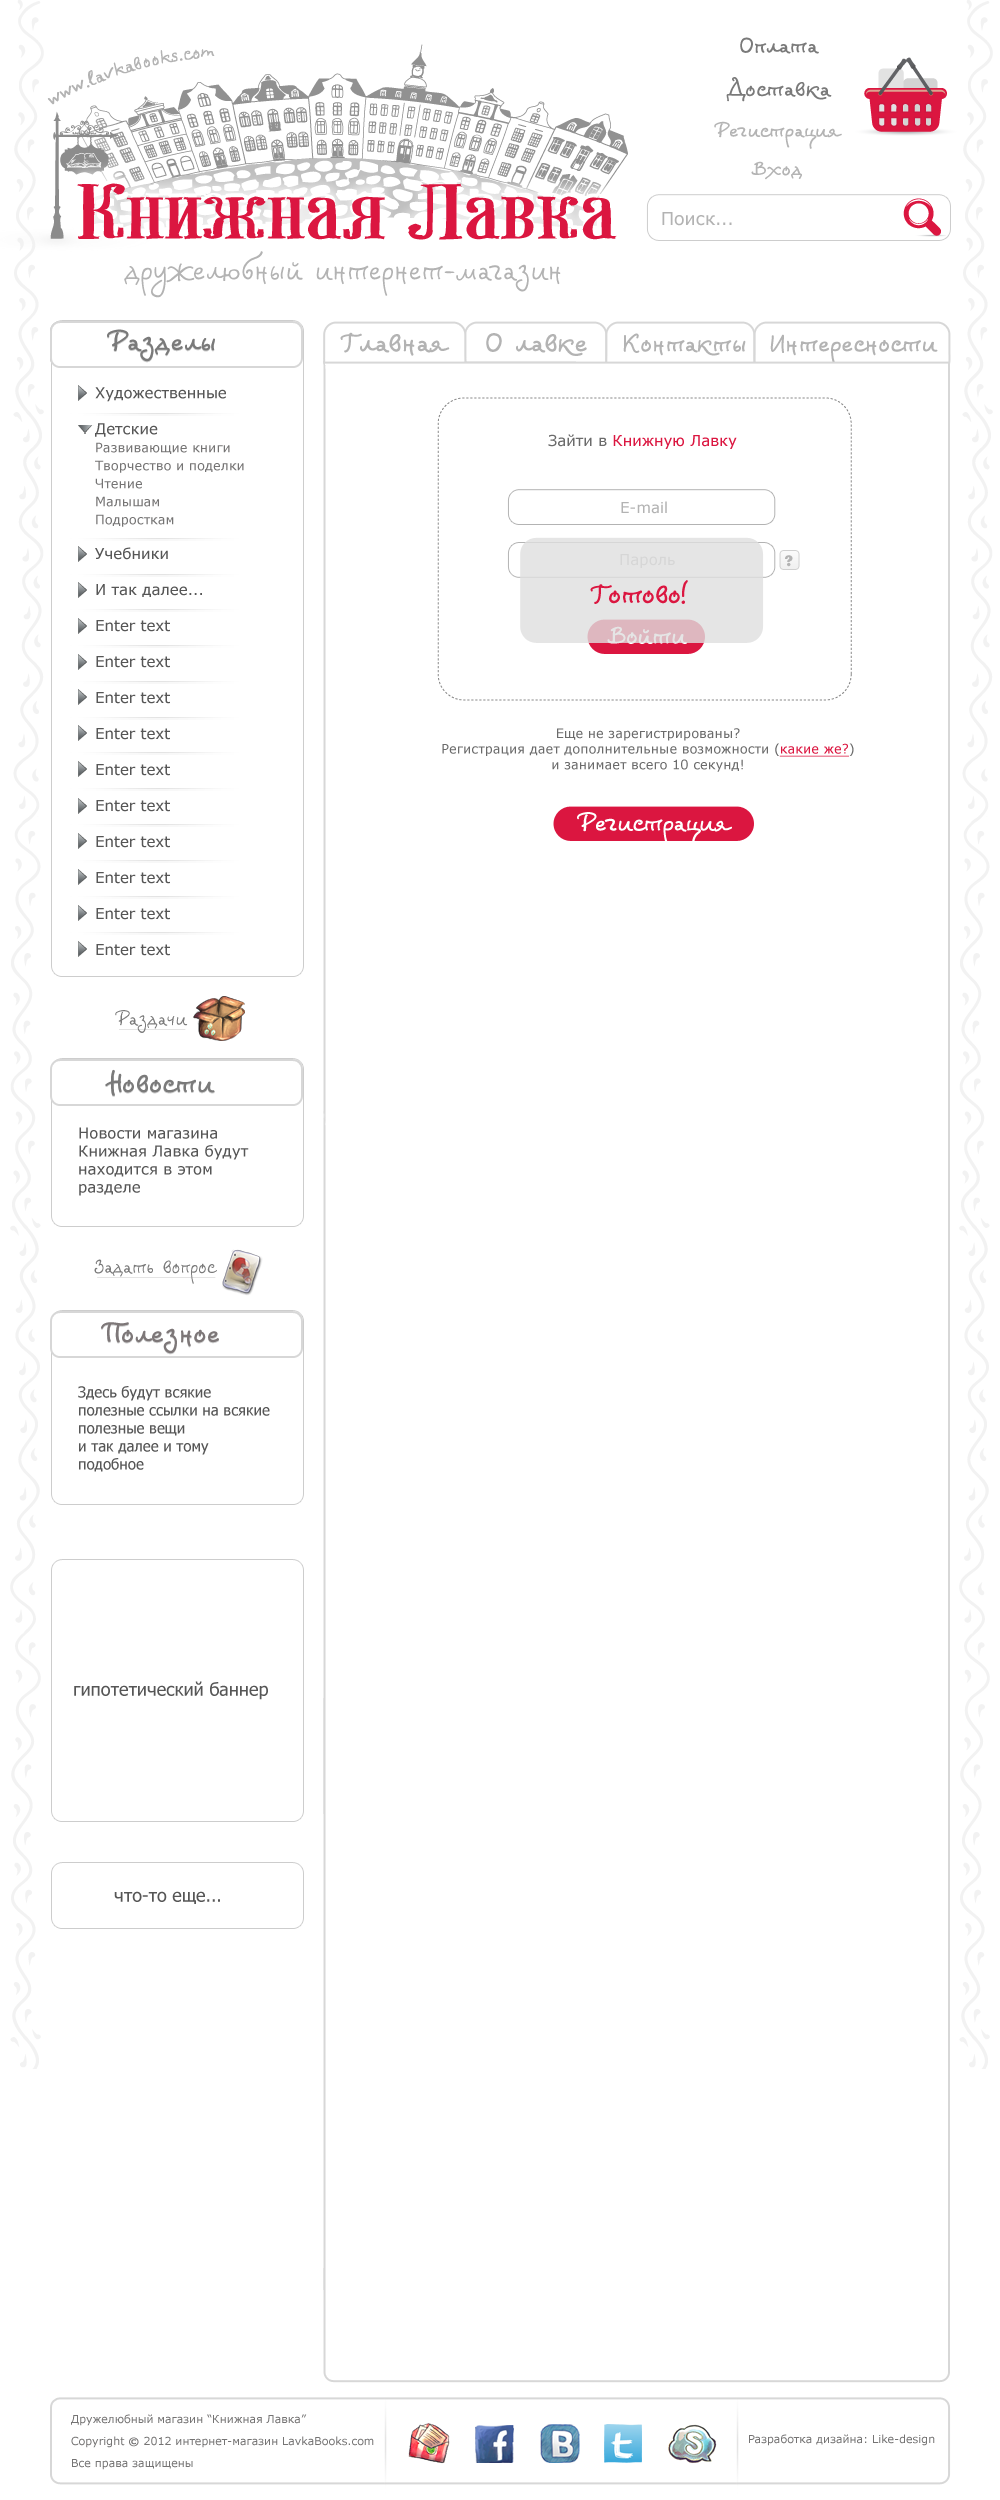 www.lavkabooks.com
Книжная Лавка
дружелюбный интернет-магазин
Оплата
Доставка
Регистрация
Вход
Поиск...
Разделы
Художественные
Детские
Развивающие книги
Творчество и поделки
Чтение
Малышам
Подросткам
Учебники
И так далее...
Enter text
Enter text
Enter text
Enter text
Enter text
Enter text
Enter text
Enter text
Enter text
Enter text
Раздачи
Новости
Новости магазина
Книжная Лавка будут
находится в этом
разделе
Задать вопрос
Полезное
Здесь будут всякие
полезные ссылки на всякие
полезные вещи
и так далее и тому
подобное
гипотетический баннер
что-то еще...
Главная О лавке Контакты Интересности
Зайти в Книжную Лавку
E-mail
Пароль ?
Готово!
Войти
Еще не зарегистрированы?
Регистрация дает дополнительные возможности (какие же?)
и занимает всего 10 секунд!
Регистрация
Дружелюбный магазин “Книжная Лавка”
Copyright © 2012 интернет-магазин LavkaBooks.com
Все права защищены
f B t S
Разработка дизайна: Like-design